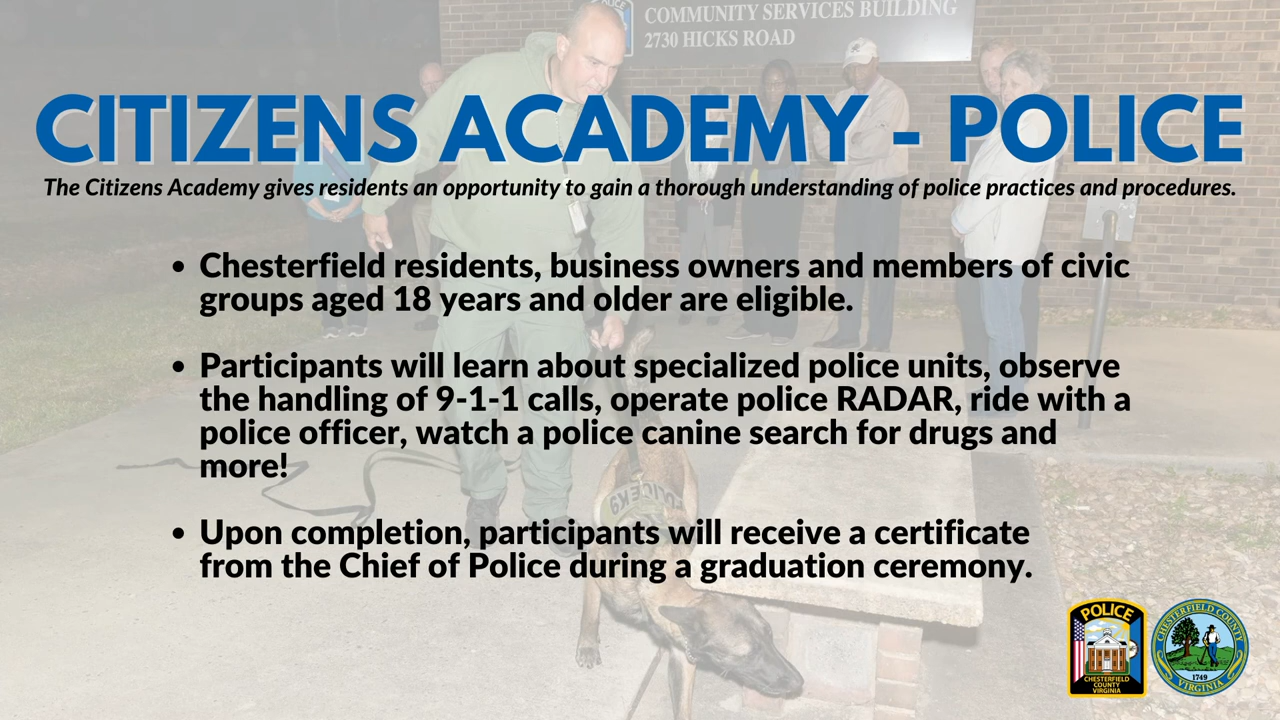 POLICE
COMMUNITY SERVICES BUILDING
2730 HICKS ROAD
CITIZENS ACADEMY - POLICE
The Citizens Academy gives residents an opportunity to gain a thorough understanding of police practices and procedures.
• Chesterfield residents, business owners and members of civic
groups aged 18 years and older are eligible.
• Participants will learn about specialized police units, observe
the handling of 9-1-1 calls, operate police RADAR, ride with a
police officer, watch a police canine search for drugs and
more!
• Upon completion, participants will receive a certificate
from the Chief of Police during a graduation ceremony.
POLICE K9
POLICE
CHESTERFIELD
COUNTY
VIRGINIA
CHESTERFIELD COUNTY
1749
VIRGINIA